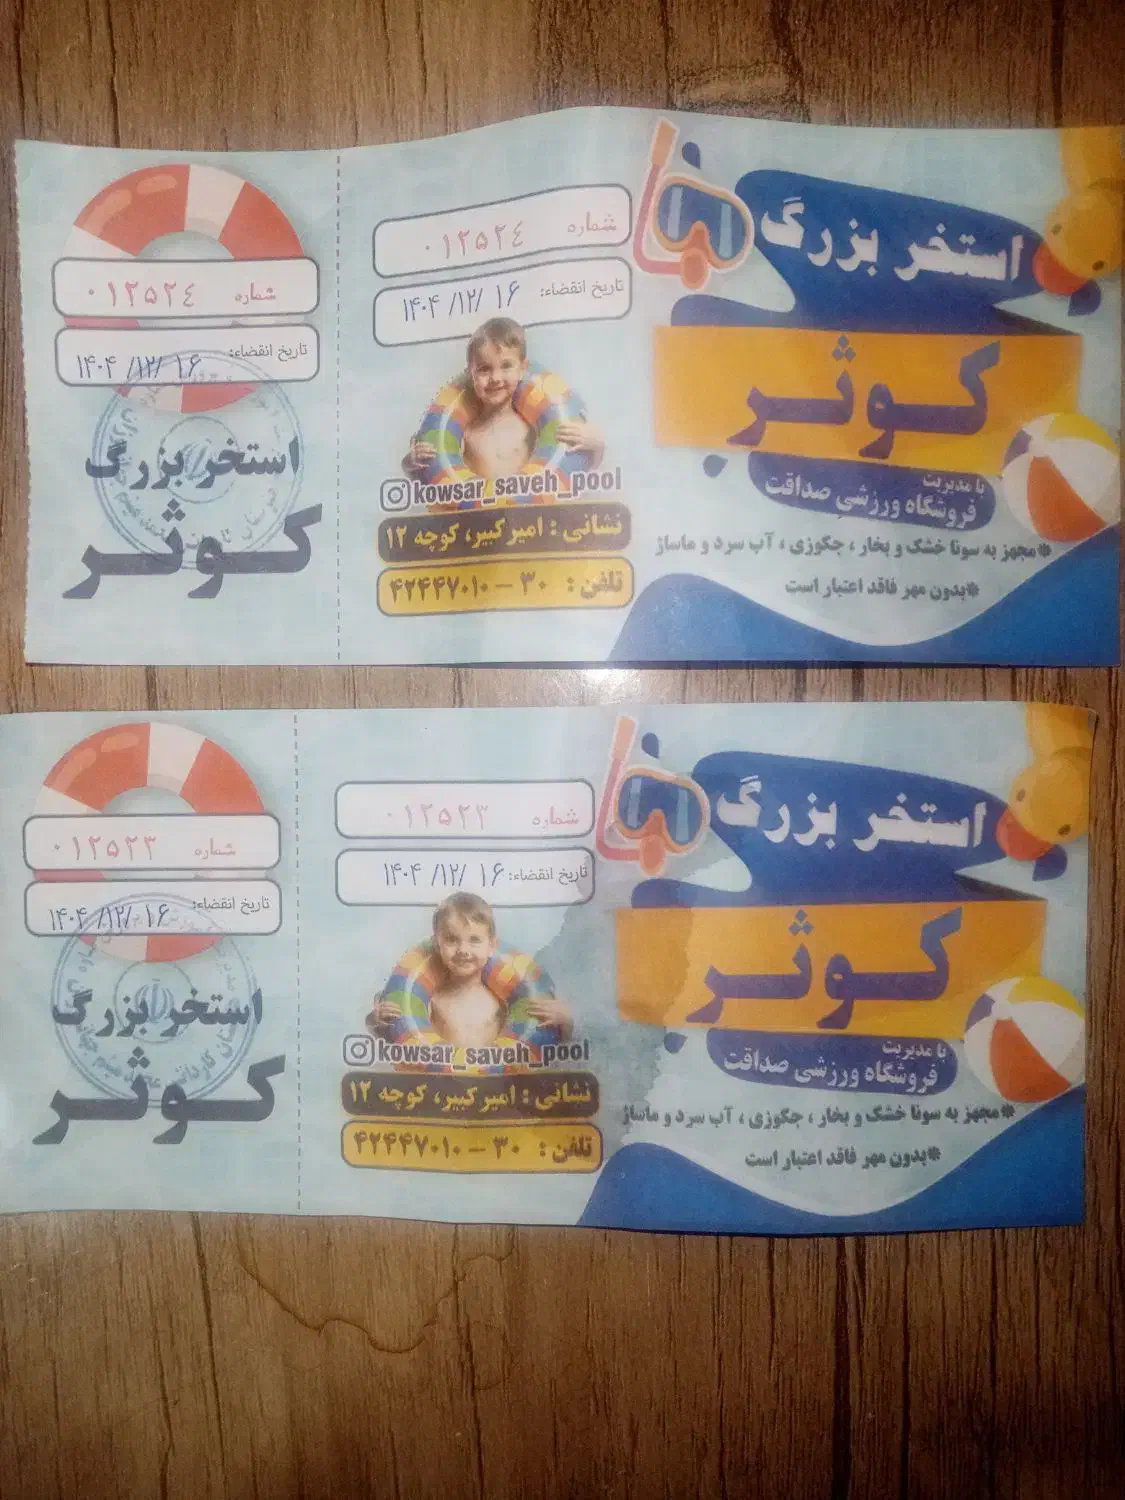 استخر بزرگ
کوثر
با مدیریت
فروشگاه ورزشی صداقت
*مجهز به سونا خشک و بخار ، جکوزی ، آب سرد و ماساژ
*بدون مهر فاقد اعتبار است
شماره ۰۱۲۵۲٤
تاریخ انقضاء: ۱۴۰۴/۱۲/۱۶
kowsar_saveh_pool
نشانی : امیرکبیر، کوچه ۱۲
تلفن : ۳۰ – ۴۲۴۴۷۰۱۰
شماره ۰۱۲۵۲٤
تاریخ انقضاء: ۱۴۰۴/۱۲/۱۶
استخر بزرگ
کوثر
استخر بزرگ
کوثر
با مدیریت
فروشگاه ورزشی صداقت
*مجهز به سونا خشک و بخار ، جکوزی ، آب سرد و ماساژ
*بدون مهر فاقد اعتبار است
شماره ۰۱۲۵۲۳
تاریخ انقضاء: ۱۴۰۴/۱۲/۱۶
kowsar_saveh_pool
نشانی : امیرکبیر، کوچه ۱۲
تلفن : ۳۰ – ۴۲۴۴۷۰۱۰
شماره ۰۱۲۵۲۳
تاریخ انقضاء: ۱۴۰۴/۱۲/۱۶
استخر بزرگ
کوثر